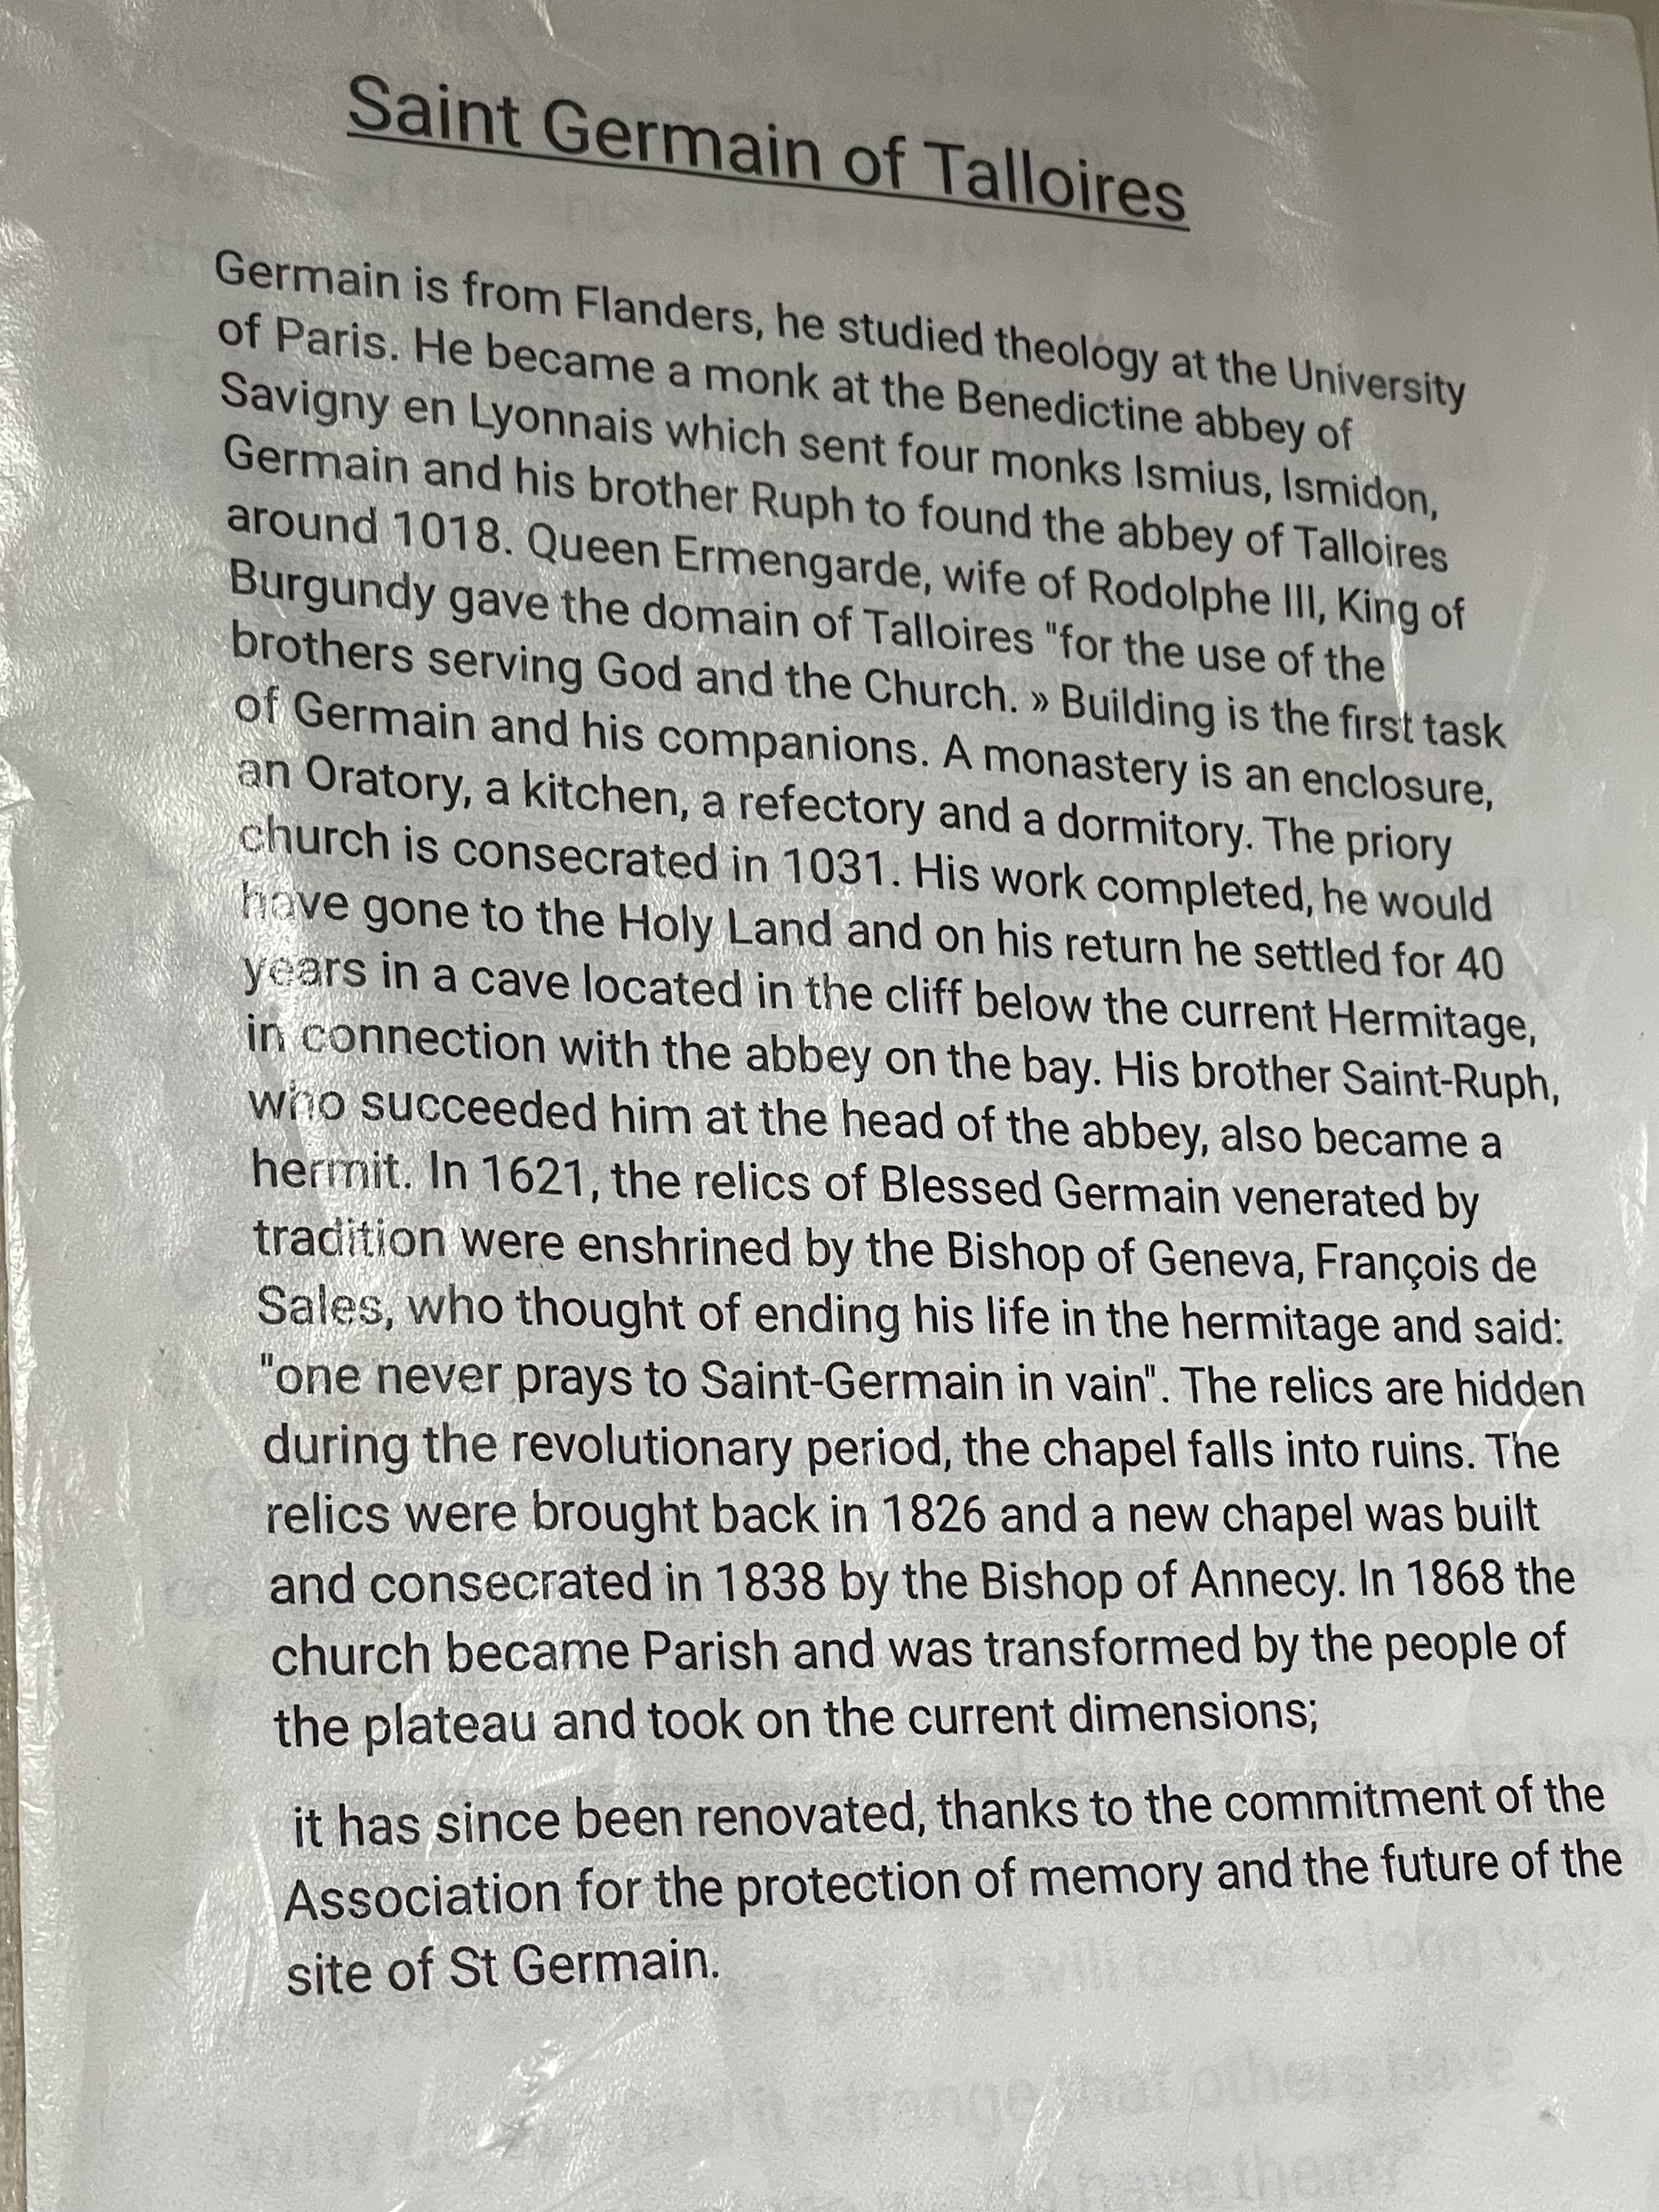 Saint Germain of Talloires
Germain is from Flanders, he studied theology at the University
of Paris. He became a monk at the Benedictine abbey of
Savigny en Lyonnais which sent four monks Ismius, Ismidon,
Germain and his brother Ruph to found the abbey of Talloires
around 1018. Queen Ermengarde, wife of Rodolphe III, King of
Burgundy gave the domain of Talloires "for the use of the
brothers serving God and the Church. » Building is the first task
of Germain and his companions. A monastery is an enclosure,
an Oratory, a kitchen, a refectory and a dormitory. The priory
church is consecrated in 1031. His work completed, he would
have gone to the Holy Land and on his return he settled for 40
years in a cave located in the cliff below the current Hermitage,
in connection with the abbey on the bay. His brother Saint-Ruph,
who succeeded him at the head of the abbey, also became a
hermit. In 1621, the relics of Blessed Germain venerated by
tradition were enshrined by the Bishop of Geneva, François de
Sales, who thought of ending his life in the hermitage and said:
"one never prays to Saint-Germain in vain". The relics are hidden
during the revolutionary period, the chapel falls into ruins. The
relics were brought back in 1826 and a new chapel was built
and consecrated in 1838 by the Bishop of Annecy. In 1868 the
church became Parish and was transformed by the people of
the plateau and took on the current dimensions;
it has since been renovated, thanks to the commitment of the
Association for the protection of memory and the future of the
site of St Germain.